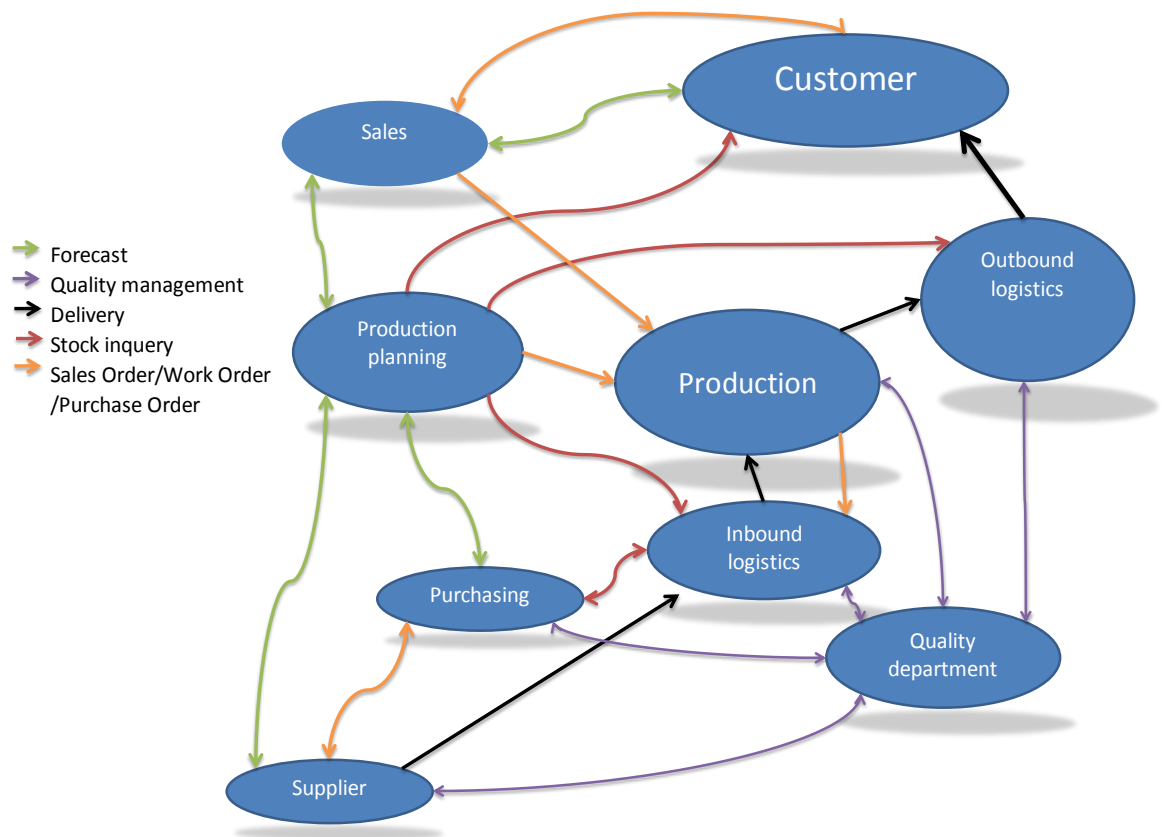 Customer
Sales
Forecast
Quality management
Delivery
Stock inquery
Sales Order/Work Order
/Purchase Order
Outbound
logistics
Production
planning
Production
Inbound
logistics
Purchasing
Quality
department
Supplier